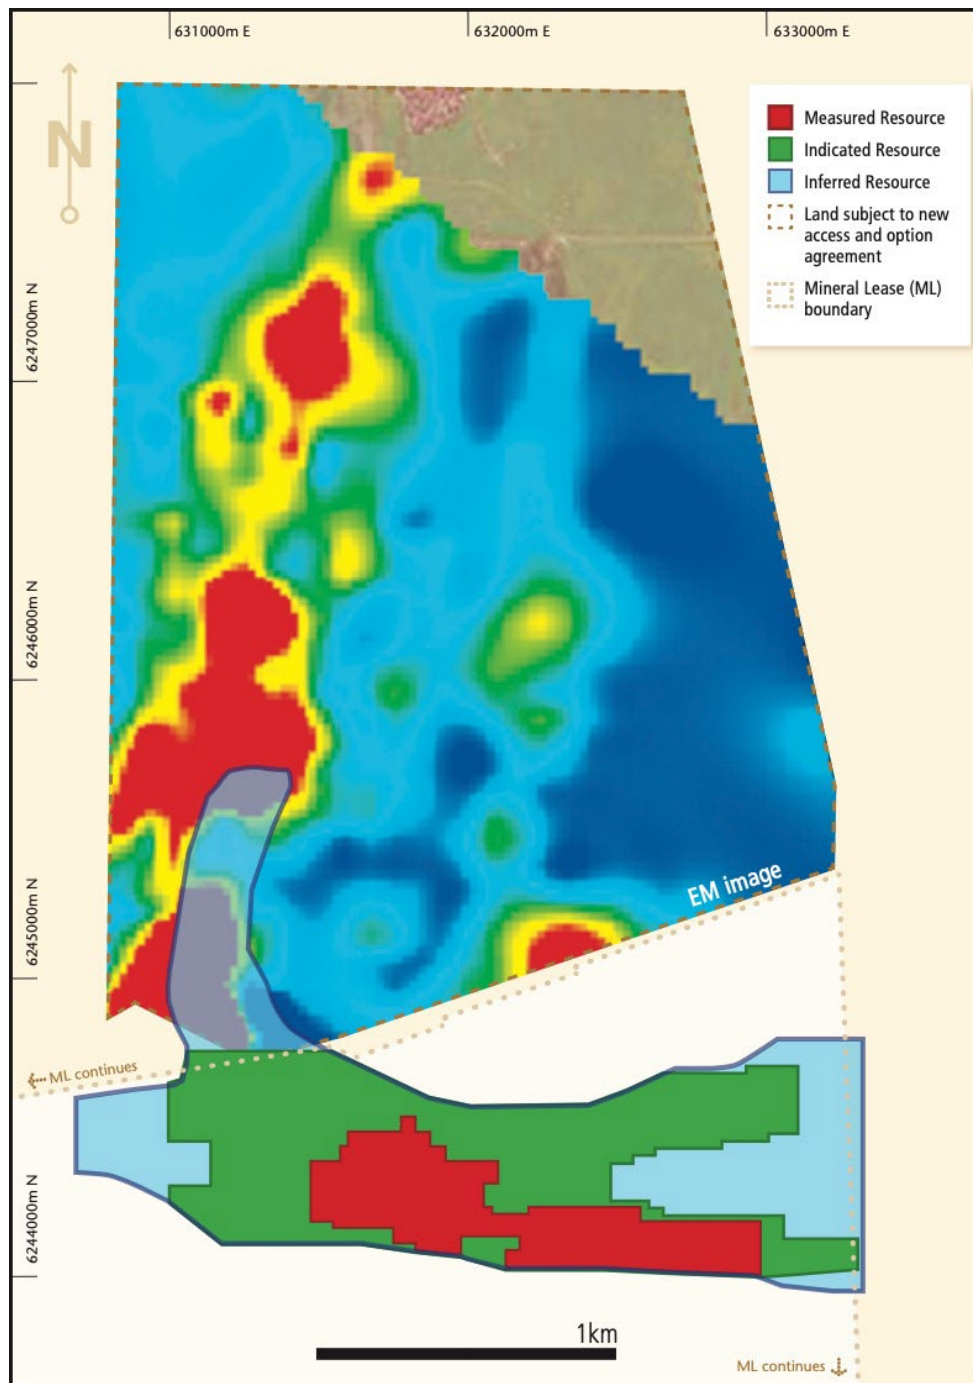 631000m E
632000m E
633000m E
N
Measured Resource
Indicated Resource
Inferred Resource
Land subject to new
access and option
agreement
Mineral Lease (ML)
boundary
6247000m N
6246000m N
6245000m N
6244000m N
EM image
ML continues
1km
ML continues